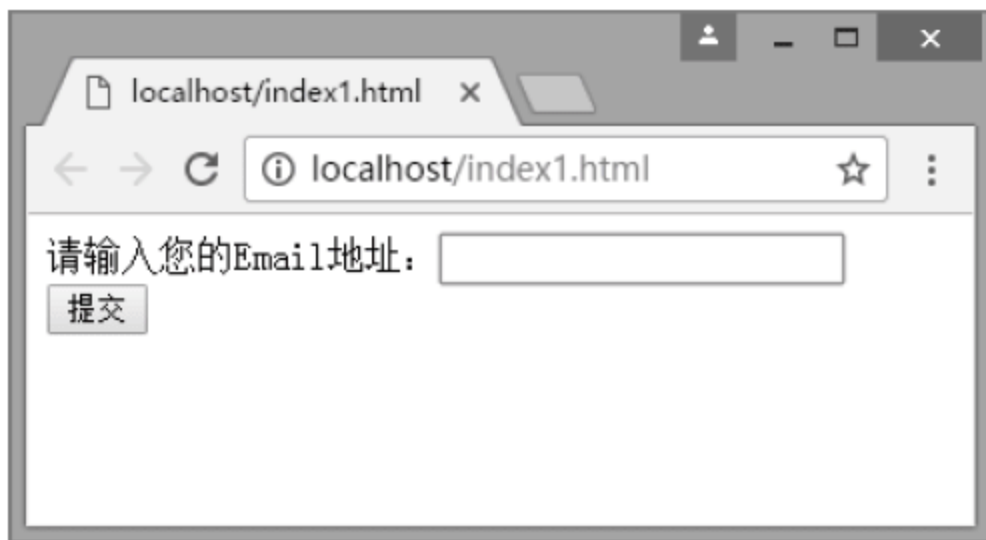 localhost/index1.html
localhost/index1.html
请输入您的Email地址：
提交